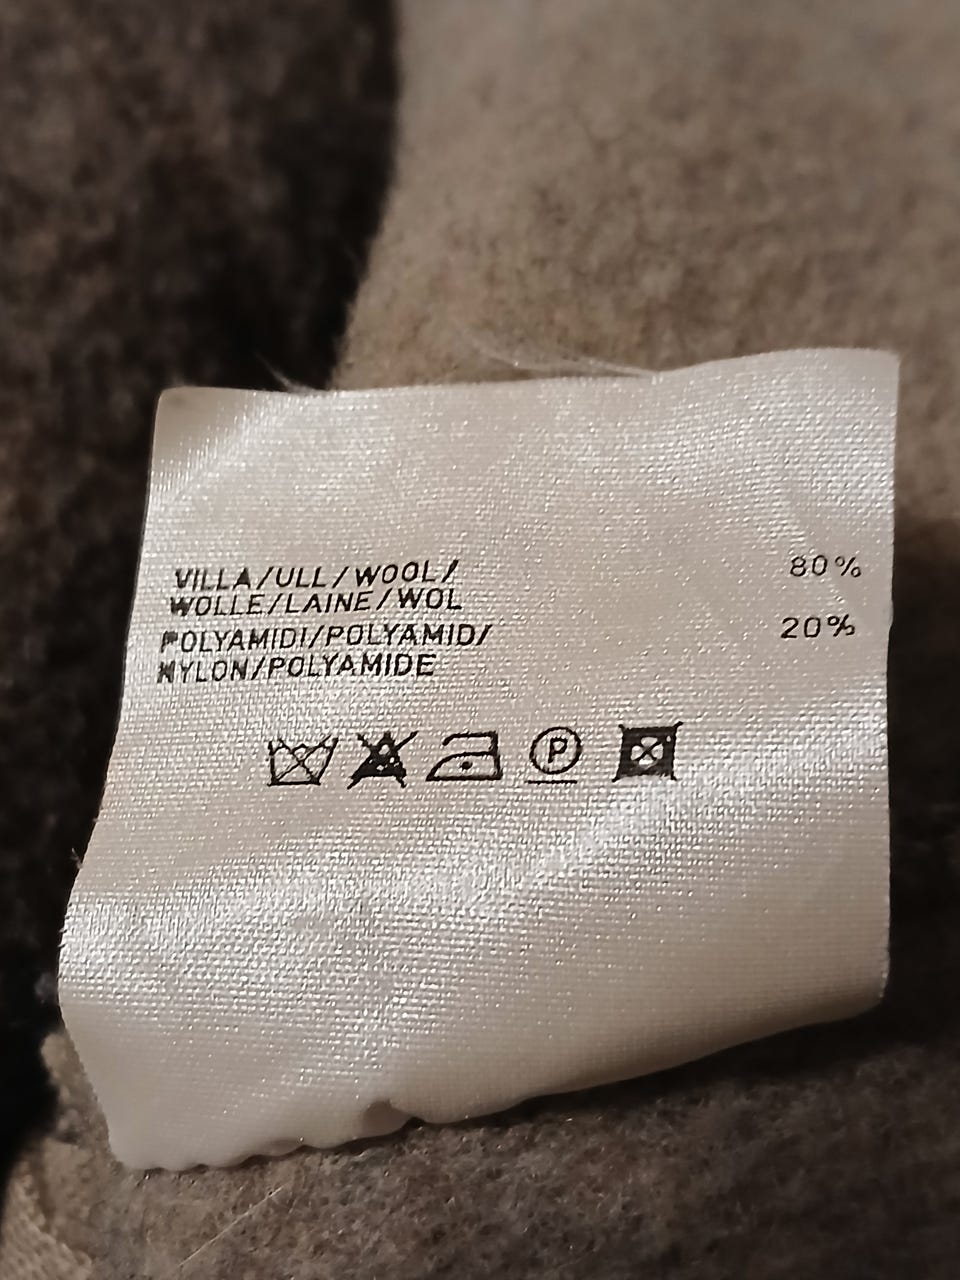 VILLA/ULL/WOOL/ 80%
WOLLE/LAINE/WOL
POLYAMIDI/POLYAMID/ 20%
NYLON/POLYAMIDE
P